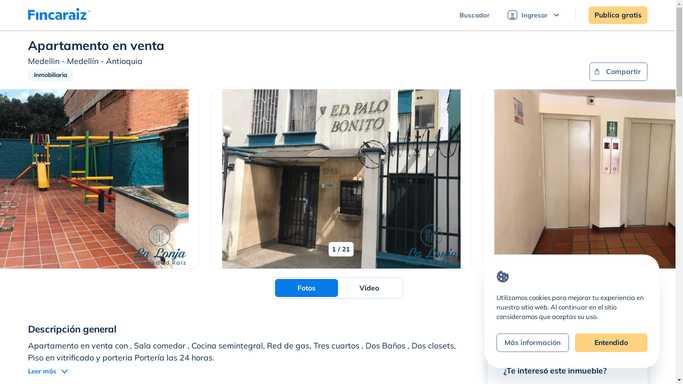 Fincaraiz
Buscador
Ingresar
Publica gratis
Apartamento en venta
Medellin - Medellín - Antioquia
Inmobiliaria
Compartir
ED. PALO
BONITO
La Lonja
La Lonja
1 / 21
Fotos
Video
Descripción general
Apartamento en venta con , Sala comedor , Cocina semintegral, Red de gas, Tres cuartos , Dos Baños , Dos closets,
Piso en vitrificado y porteria Portería las 24 horas.
Leer más
Utilizamos cookies para mejorar tu experiencia en
nuestro sitio web. Al continuar en el sitio
consideramos que aceptas su uso.
Más información
Entendido
¿Te interesó este inmueble?